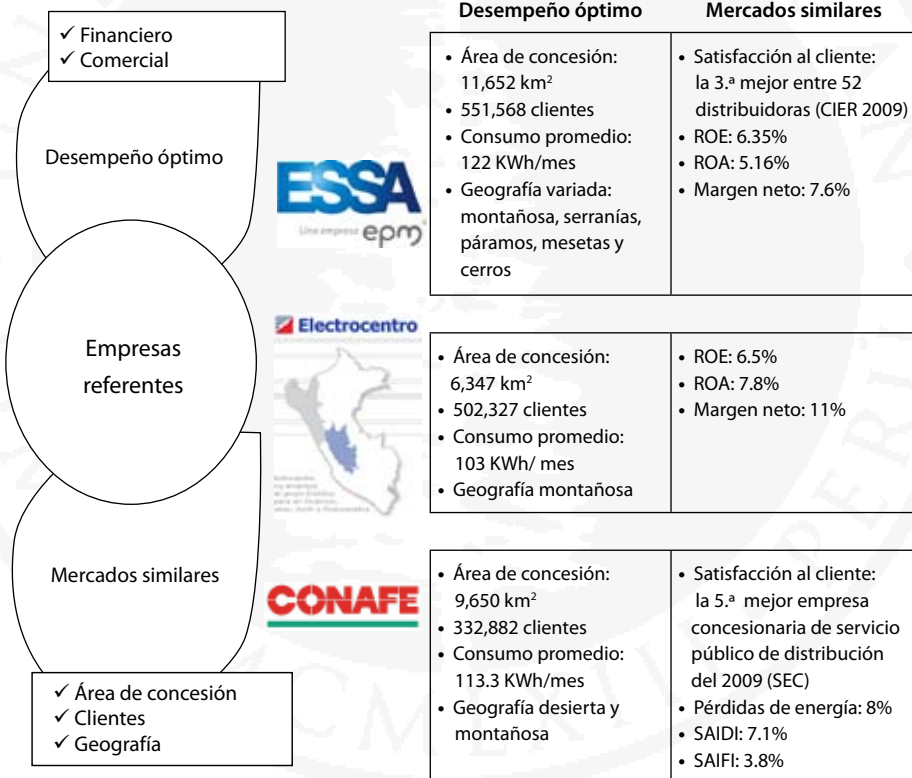 ✓ Financiero
✓ Comercial
Desempeño óptimo
Empresas
referentes
Mercados similares
✓ Área de concesión
✓ Clientes
✓ Geografía
Desempeño óptimo
Mercados similares
ESSA
Una empresa epm®
• Área de concesión:
11,652 km²
• 551,568 clientes
• Consumo promedio:
122 KWh/mes
• Geografía variada:
montañosa, serranías,
páramos, mesetas y
cerros
• Satisfacción al cliente:
la 3.ª mejor entre 52
distribuidoras (CIER 2009)
• ROE: 6.35%
• ROA: 5.16%
• Margen neto: 7.6%
Electrocentro
• Área de concesión:
6,347 km²
• 502,327 clientes
• Consumo promedio:
103 KWh/ mes
• Geografía montañosa
• ROE: 6.5%
• ROA: 7.8%
• Margen neto: 11%
CONAFE
• Área de concesión:
9,650 km²
• 332,882 clientes
• Consumo promedio:
113.3 KWh/mes
• Geografía desierta y
montañosa
• Satisfacción al cliente:
la 5.ª mejor empresa
concesionaria de servicio
público de distribución
del 2009 (SEC)
• Pérdidas de energía: 8%
• SAIDI: 7.1%
• SAIFI: 3.8%